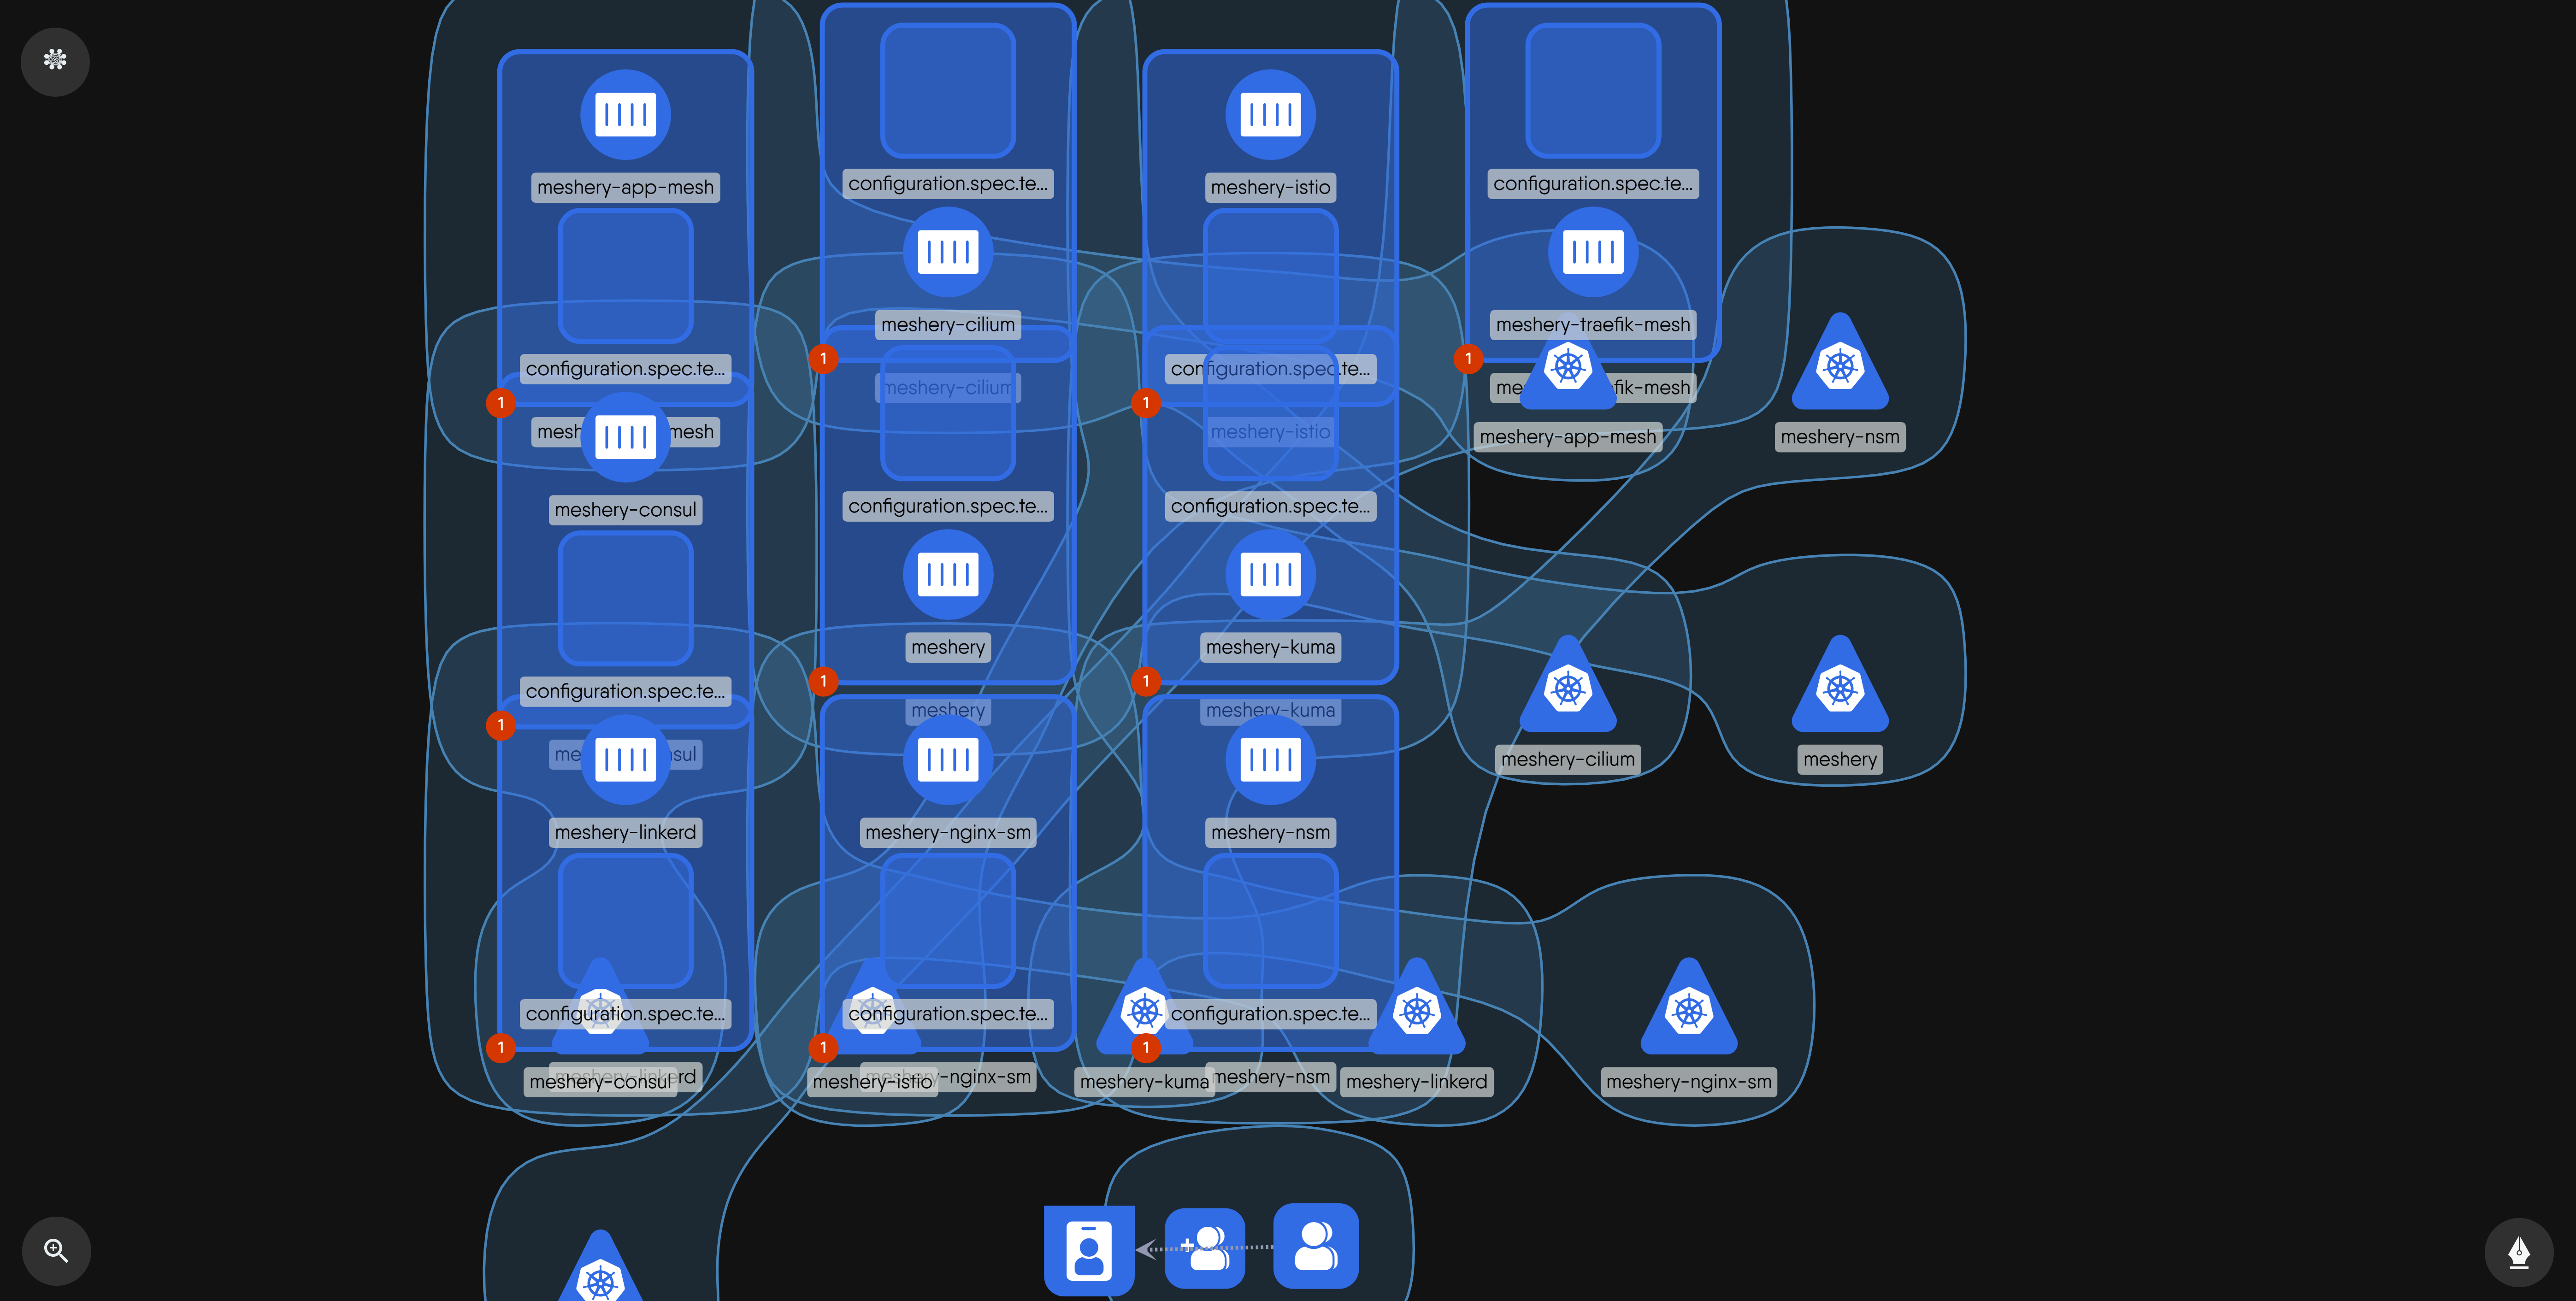 meshery-app-mesh
configuration.spec.te...
meshery-istio
configuration.spec.te...
configuration.spec.te...
meshery-cilium
configuration.spec.te...
meshery-traefik-mesh
1
1
1
1
mesh mesh
meshery-cilium
meshery-istio
me fik-mesh
meshery-app-mesh
meshery-nsm
meshery-consul
configuration.spec.te...
configuration.spec.te...
meshery
meshery-kuma
configuration.spec.te...
1
1
1
me sul
meshery
meshery-kuma
meshery-cilium
meshery
meshery-linkerd
meshery-nginx-sm
meshery-nsm
configuration.spec.te...
configuration.spec.te...
configuration.spec.te...
1
1
1
meshery-consul
rd
meshery-istio
y-nginx-sm
meshery-kuma
meshery-nsm
meshery-linkerd
meshery-nginx-sm